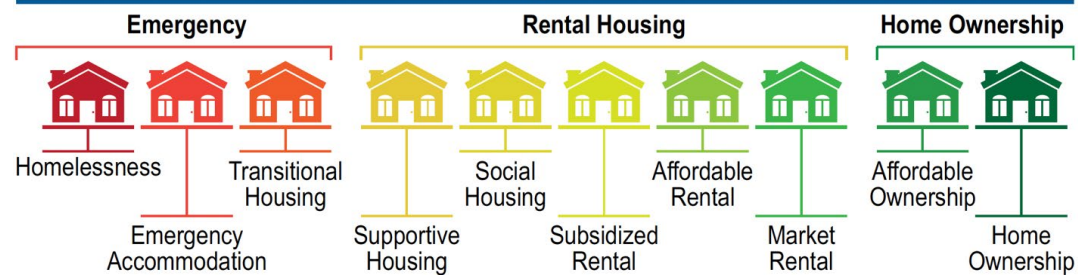 Emergency
Rental Housing
Home Ownership
Homelessness
Emergency
Accommodation
Transitional
Housing
Supportive
Housing
Social
Housing
Subsidized
Rental
Affordable
Rental
Market
Rental
Affordable
Ownership
Home
Ownership